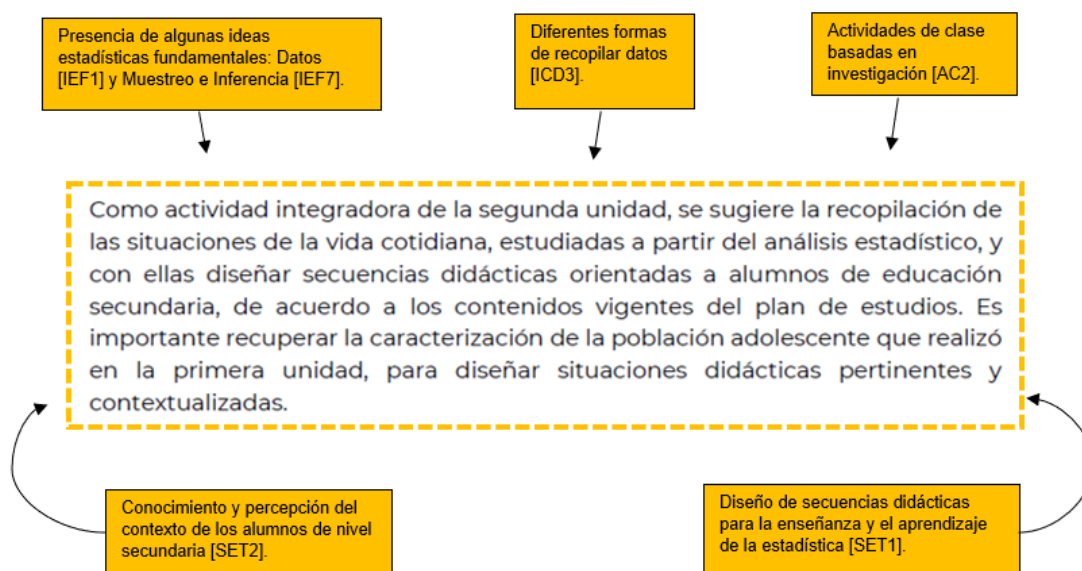 Presencia de algunas ideas
estadísticas fundamentales: Datos
[IEF1] y Muestreo e Inferencia [IEF7].
Diferentes formas
de recopilar datos
[ICD3].
Actividades de clase
basadas en
investigación [AC2].
Como actividad integradora de la segunda unidad, se sugiere la recopilación de
las situaciones de la vida cotidiana, estudiadas a partir del análisis estadístico, y
con ellas diseñar secuencias didácticas orientadas a alumnos de educación
secundaria, de acuerdo a los contenidos vigentes del plan de estudios. Es
importante recuperar la caracterización de la población adolescente que realizó
en la primera unidad, para diseñar situaciones didácticas pertinentes y
contextualizadas.
Conocimiento y percepción del
contexto de los alumnos de nivel
secundaria [SET2].
Diseño de secuencias didácticas
para la enseñanza y el aprendizaje
de la estadística [SET1].